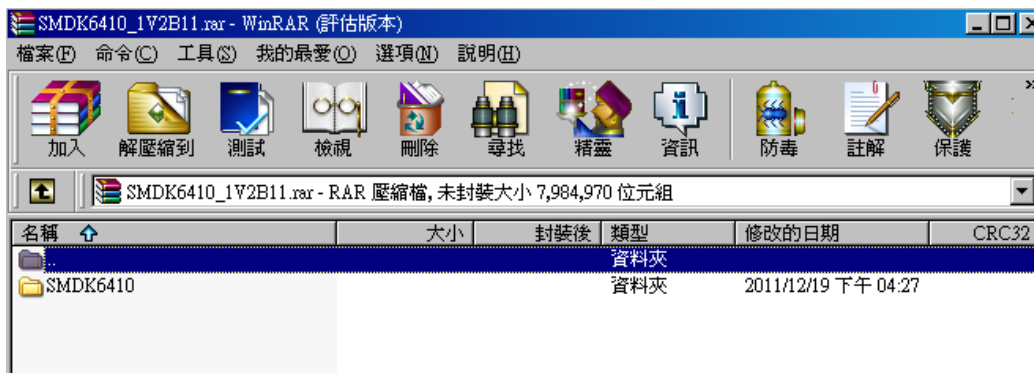 SMDK6410_1V2B11.rar - WinRAR (評估版本)
檔案(F) 命令(C) 工具(S) 我的最愛(O) 選項(N) 說明(H)
加入 解壓縮到 測試 檢視 刪除 尋找 精靈 資訊 防毒 註解 保護
SMDK6410_1V2B11.rar - RAR 壓縮檔, 未封裝大小 7,984,970 位元組
名稱 大小 封裝後 類型 修改的日期 CRC32
.. 資料夾
SMDK6410 資料夾 2011/12/19 下午 04:27